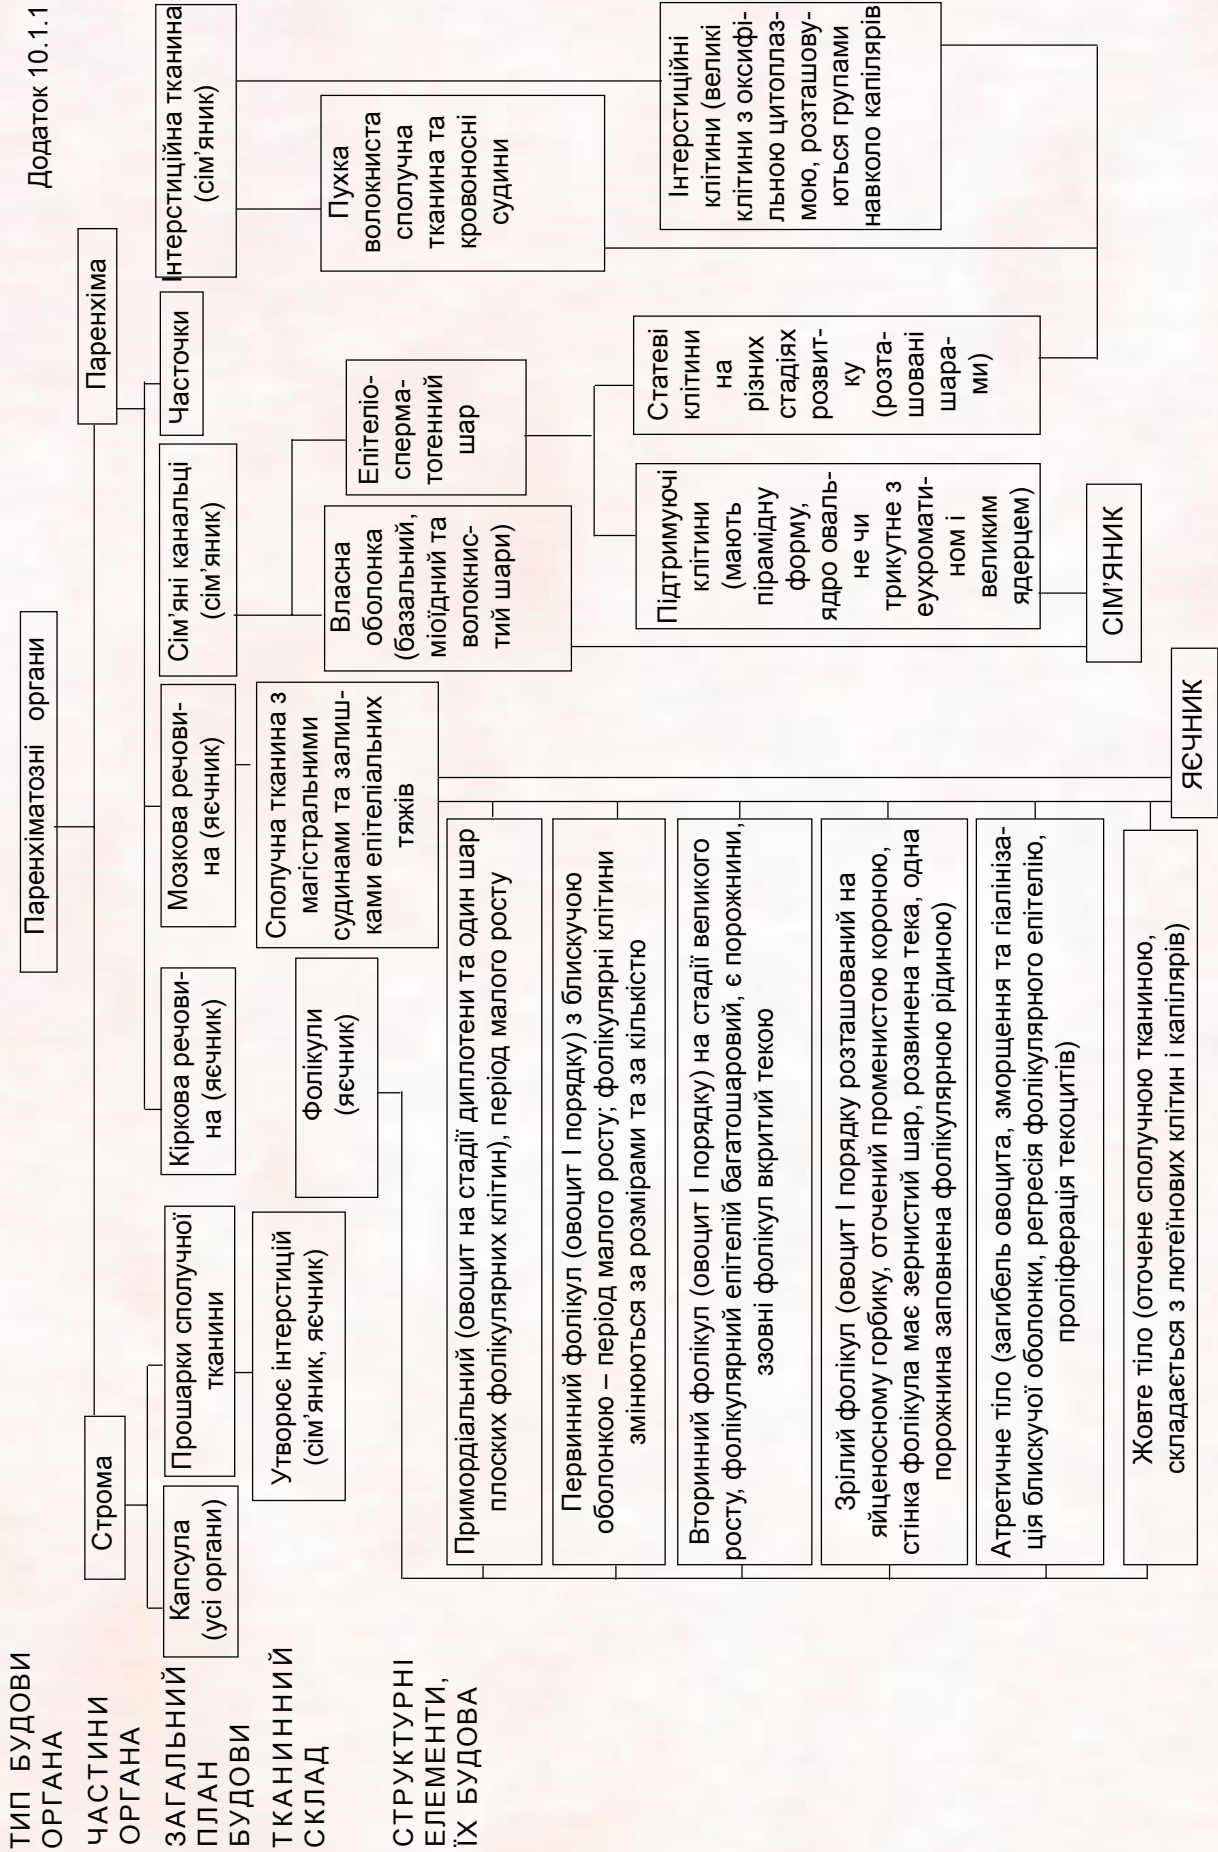 Додаток 10.1.1
ТИП БУДОВИ
ОРГАНА
Паренхіматозні органи
ЧАСТИНИ
ОРГАНА
Строма
Паренхіма
ЗАГАЛЬНИЙ
ПЛАН
БУДОВИ
Капсула
(усі органи)
Прошарки сполучної
тканини
Кіркова речови-
на (яєчник)
Мозкова речови-
на (яєчник)
Сім’яні канальці
(сім’яник)
Часточки
Інтерстиційна тканина
(сім’яник)
ТКАНИННИЙ
СКЛАД
Утворює інтерстицій
(сім’яник, яєчник)
Фолікули
(яєчник)
Сполучна тканина з
магістральними
судинами та залиш-
ками епітеліальних
тяжів
Власна
оболонка
(базальний,
міоїдний та
волокнис-
тий шари)
Епітеліо-
сперма-
тогенний
шар
Пухка
волокниста
сполучна
тканина та
кровоносні
судини
СТРУКТУРНІ
ЕЛЕМЕНТИ,
ЇХ БУДОВА
Примордіальний (овоцит на стадії диплотени та один шар
плоских фолікулярних клітин), період малого росту
Первинний фолікул (овоцит І порядку) з блискучою
оболонкою – період малого росту; фолікулярні клітини
змінюються за розмірами та за кількістю
Вторинний фолікул (овоцит І порядку) на стадії великого
росту, фолікулярний епітелій багатошаровий, є порожнини,
ззовні фолікул вкритий текою
Зрілий фолікул (овоцит І порядку розташований на
яйценосному горбику, оточений променистою короною,
стінка фолікула має зернистий шар, розвинена тека, одна
порожнина заповнена фолікулярною рідиною)
Атретичне тіло (загибель овоцита, зморщення та гіалініза-
ція блискучої оболонки, регресія фолікулярного епітелію,
проліферація текоцитів)
Жовте тіло (оточене сполучною тканиною,
складається з лютеїнових клітин і капілярів)
Підтримуючі
клітини
(мають
пірамідну
форму,
ядро оваль-
не чи
трикутне з
еухромати-
ном і
великим
ядерцем)
Статеві
клітини
на
різних
стадіях
розвит-
ку
(розта-
шовані
шара-
ми)
Інтерстиційні
клітини (великі
клітини з оксифі-
льною цитоплаз-
мою, розташову-
ються групами
навколо капілярів
ЯЄЧНИК
СІМ’ЯНИК